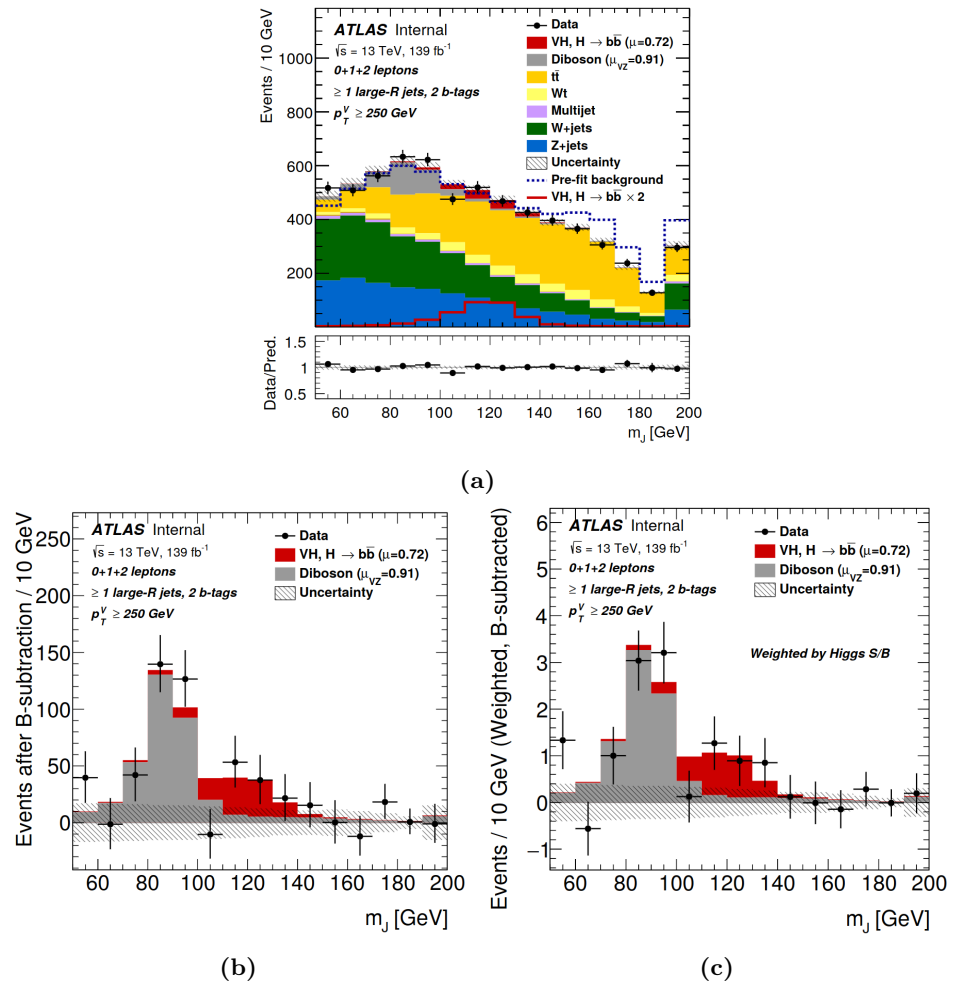 Events / 10 GeV
1000
800
600
400
200
ATLAS Internal
√s = 13 TeV, 139 fb⁻¹
0+1+2 leptons
≥ 1 large-R jets, 2 b-tags
p_T^V ≥ 250 GeV
Data
VH, H → bb̅ (μ=0.72)
Diboson (μ_VZ=0.91)
tt̅
Wt
Multijet
W+jets
Z+jets
Uncertainty
Pre-fit background
VH, H → bb̅ × 2
Data/Pred.
1.5
1
0.5
60 80 100 120 140 160 180 200
m_J [GeV]
(a)
Events after B-subtraction / 10 GeV
250
200
150
100
50
0
ATLAS Internal
√s = 13 TeV, 139 fb⁻¹
0+1+2 leptons
≥ 1 large-R jets, 2 b-tags
p_T^V ≥ 250 GeV
Data
VH, H → bb̅ (μ=0.72)
Diboson (μ_VZ=0.91)
Uncertainty
60 80 100 120 140 160 180 200
m_J [GeV]
(b)
Events / 10 GeV (Weighted, B-subtracted)
6
5
4
3
2
1
0
−1
ATLAS Internal
√s = 13 TeV, 139 fb⁻¹
0+1+2 leptons
≥ 1 large-R jets, 2 b-tags
p_T^V ≥ 250 GeV
Data
VH, H → bb̅ (μ=0.72)
Diboson (μ_VZ=0.91)
Uncertainty
Weighted by Higgs S/B
60 80 100 120 140 160 180 200
m_J [GeV]
(c)